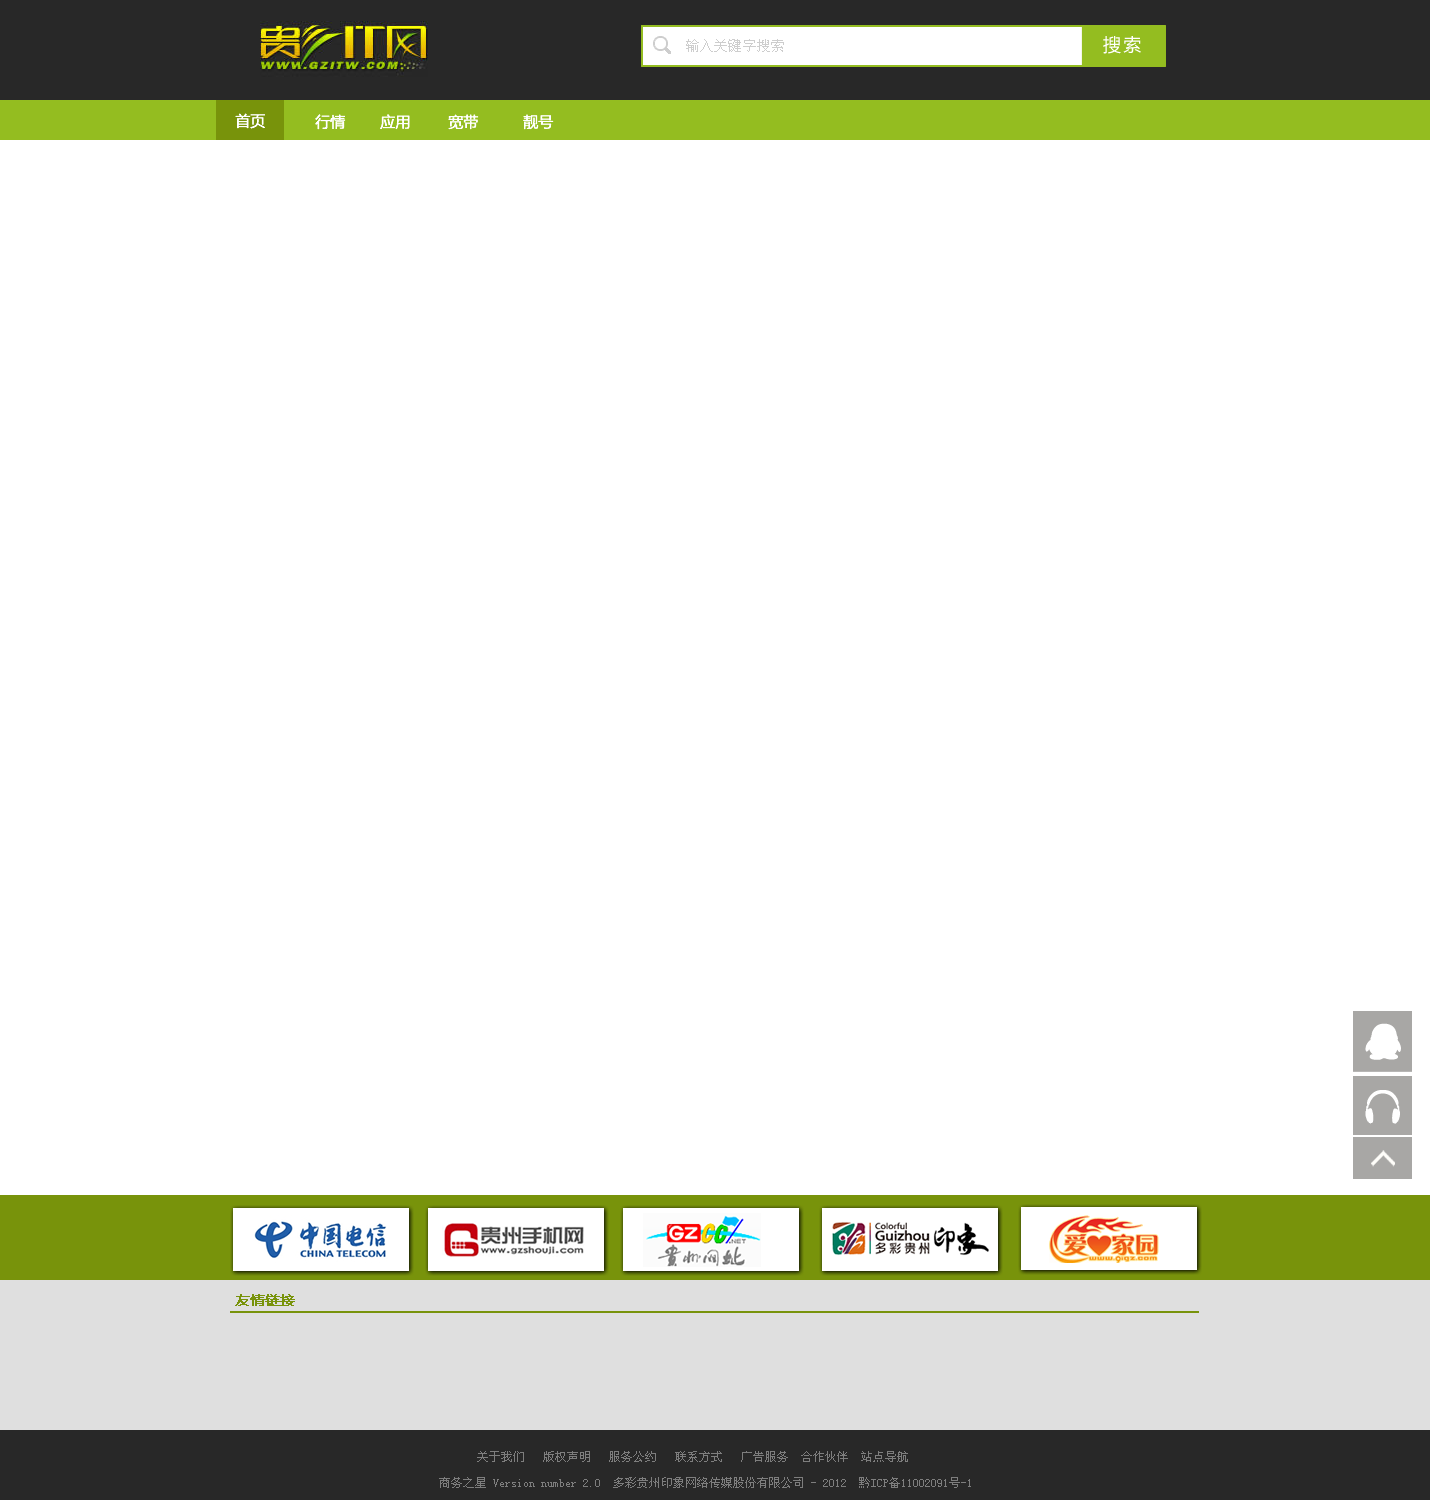 贵乡IT网
WWW.GZITW.COM
输入关键字搜索
搜索
首页 行情 应用 宽带 靓号
中国电信
CHINA TELECOM
贵州手机网
www.gzshouji.com
GZCC.NET
贵州网址
Colorful
Guizhou
多彩贵州
印象
爱家园
www.giqz.com
友情链接
关于我们 版权声明 服务公约 联系方式 广告服务 合作伙伴 站点导航
商务之星 Version number 2.0 多彩贵州印象网络传媒股份有限公司 - 2012 黔ICP备11002091号-1